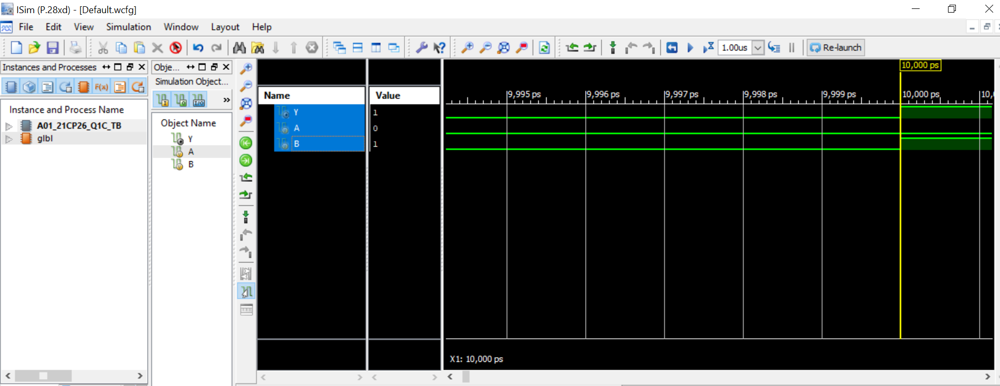 ISim (P.28xd) - [Default.wcfg]
File Edit View Simulation Window Layout Help
1.00us Re-launch
Instances and Processes
F(x)
Instance and Process Name
A01_21CP26_Q1C_TB
glbl
Obje...
Simulation Object...
I O I/O »
Object Name
Y
A
B
Name Value
Y 1
A 0
B 1
10,000 ps
9,995 ps 9,996 ps 9,997 ps 9,998 ps 9,999 ps 10,000 ps 10,
X1: 10,000 ps